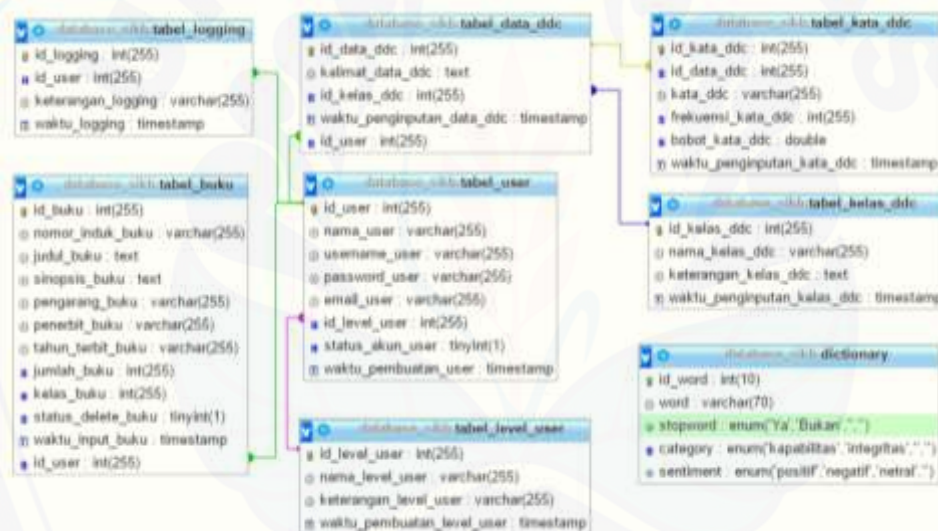 tabel_logging
id_logging : int(255)
id_user : int(255)
keterangan_logging : varchar(255)
waktu_logging : timestamp
tabel_buku
id_buku : int(255)
nomor_induk_buku : varchar(255)
judul_buku : text
sinopsis_buku : text
pengarang_buku : varchar(255)
penerbit_buku : varchar(255)
tahun_terbit_buku : varchar(255)
jumlah_buku : int(255)
kelas_buku : int(255)
status_delete_buku : tinyint(1)
waktu_input_buku : timestamp
id_user : int(255)
tabel_data_ddc
id_data_ddc : int(255)
kalimat_data_ddc : text
id_kelas_ddc : int(255)
waktu_penginputan_data_ddc : timestamp
id_user : int(255)
tabel_user
id_user : int(255)
nama_user : varchar(255)
username_user : varchar(255)
password_user : varchar(255)
email_user : varchar(255)
id_level_user : int(255)
status_akun_user : tinyint(1)
waktu_pembuatan_user : timestamp
tabel_level_user
id_level_user : int(255)
nama_level_user : varchar(255)
keterangan_level_user : varchar(255)
waktu_pembuatan_level_user : timestamp
tabel_kata_ddc
id_kata_ddc : int(255)
id_data_ddc : int(255)
kata_ddc : varchar(255)
frekuensi_kata_ddc : int(255)
bobot_kata_ddc : double
waktu_penginputan_kata_ddc : timestamp
tabel_kelas_ddc
id_kelas_ddc : int(255)
nama_kelas_ddc : varchar(255)
keterangan_kelas_ddc : text
waktu_penginputan_kelas_ddc : timestamp
dictionary
id_word : int(10)
word : varchar(70)
stopword : enum('Ya','Bukan','','')
category : enum('kapabilitas','integritas','','')
sentiment : enum('positif','negatif','netral','')